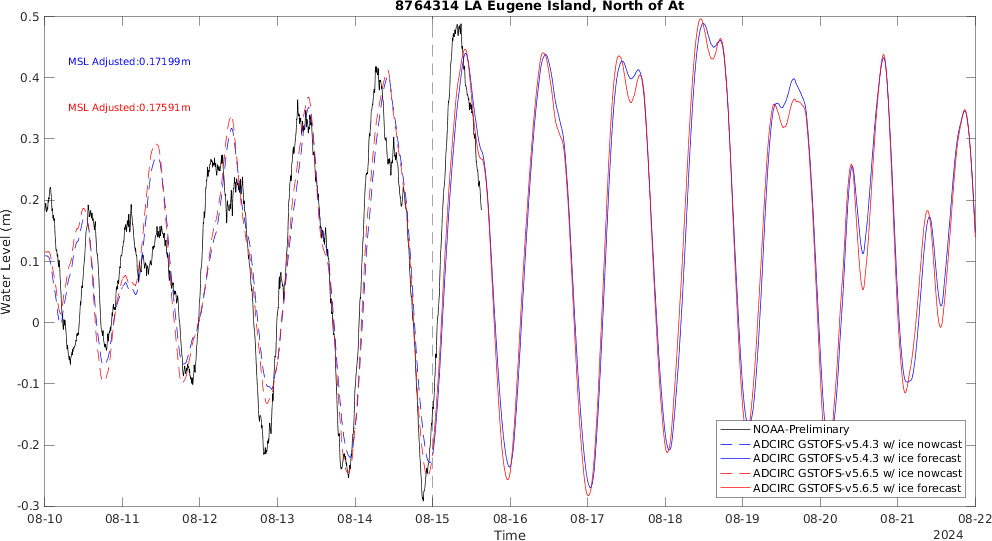 8764314 LA Eugene Island, North of At
MSL Adjusted:0.17199m
MSL Adjusted:0.17591m
Water Level (m)
0.5
0.4
0.3
0.2
0.1
0
-0.1
-0.2
-0.3
NOAA-Preliminary
ADCIRC GSTOFS-v5.4.3 w/ ice nowcast
ADCIRC GSTOFS-v5.4.3 w/ ice forecast
ADCIRC GSTOFS-v5.6.5 w/ ice nowcast
ADCIRC GSTOFS-v5.6.5 w/ ice forecast
08-10 08-11 08-12 08-13 08-14 08-15 08-16 08-17 08-18 08-19 08-20 08-21 08-22
Time
2024